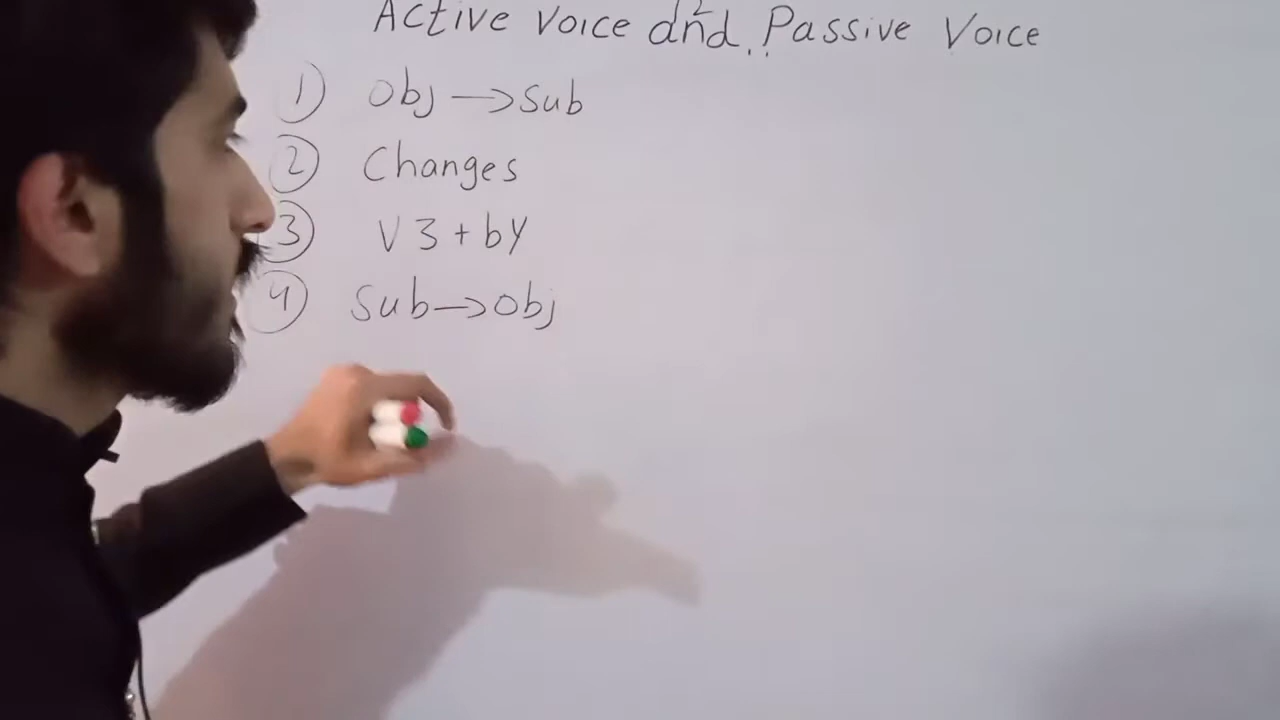 Active Voice and Passive Voice
1) Obj → Sub
2 Changes
3 V3 + by
4 Sub → Obj